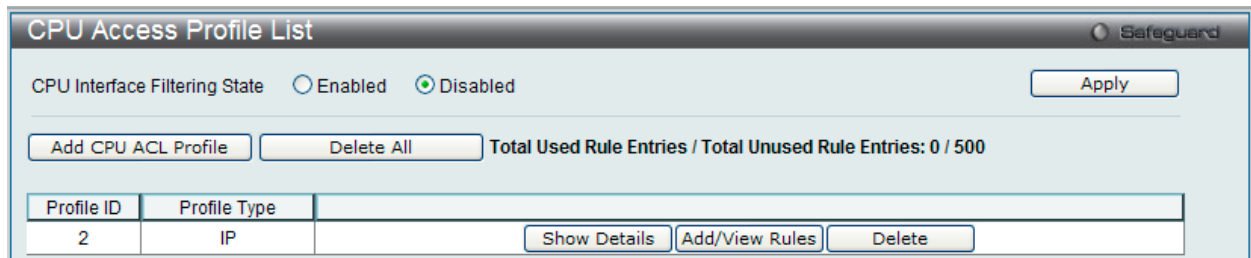 CPU Access Profile List
Safeguard
CPU Interface Filtering State Enabled Disabled Apply
Add CPU ACL Profile Delete All Total Used Rule Entries / Total Unused Rule Entries: 0 / 500
Profile ID Profile Type
2 IP Show Details Add/View Rules Delete